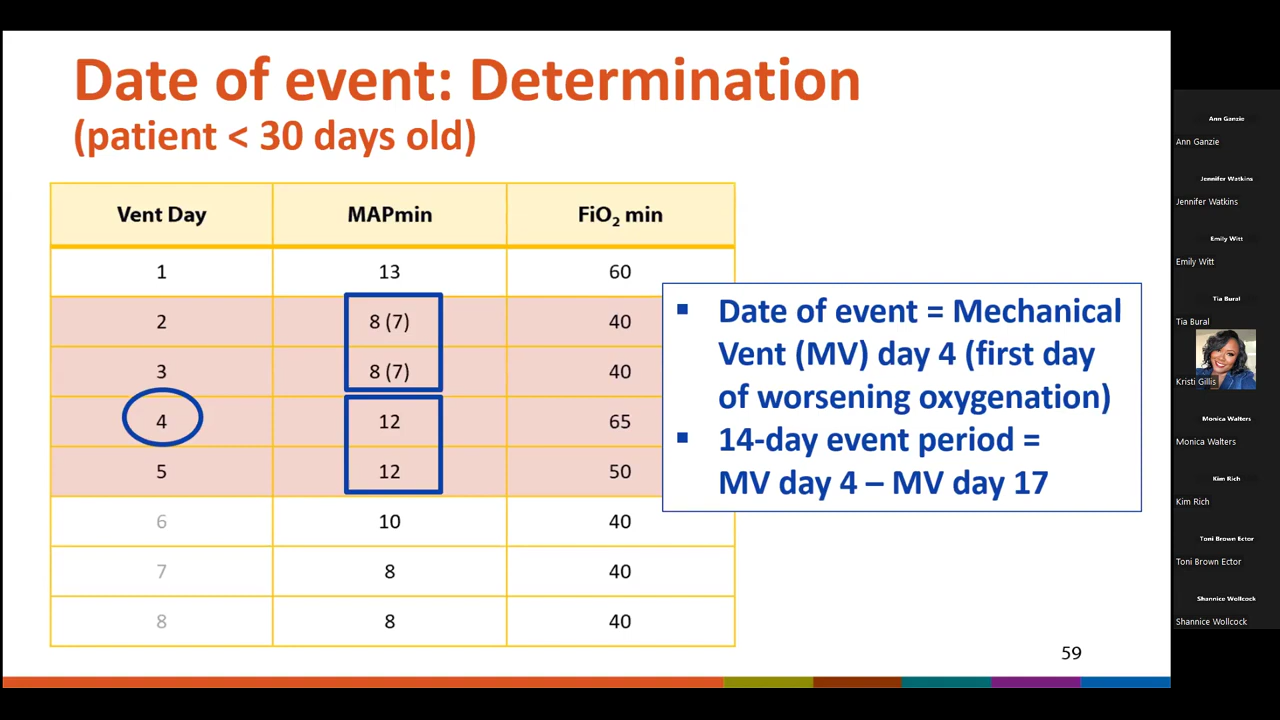 Date of event: Determination
(patient < 30 days old)
Vent Day MAPmin FiO₂ min
1 13 60
2 8 (7) 40
3 8 (7) 40
4 12 65
5 12 50
6 10 40
7 8 40
8 8 40
▪ Date of event = Mechanical
Vent (MV) day 4 (first day
of worsening oxygenation)
▪ 14-day event period =
MV day 4 – MV day 17
59
Ann Ganzie
Ann Ganzie
Jennifer Watkins
Jennifer Watkins
Emily Witt
Emily Witt
Tia Bural
Tia Bural
Kristi Gillis
Monica Walters
Monica Walters
Kim Rich
Kim Rich
Toni Brown Ector
Toni Brown Ector
Shannice Wollcock
Shannice Wollcock